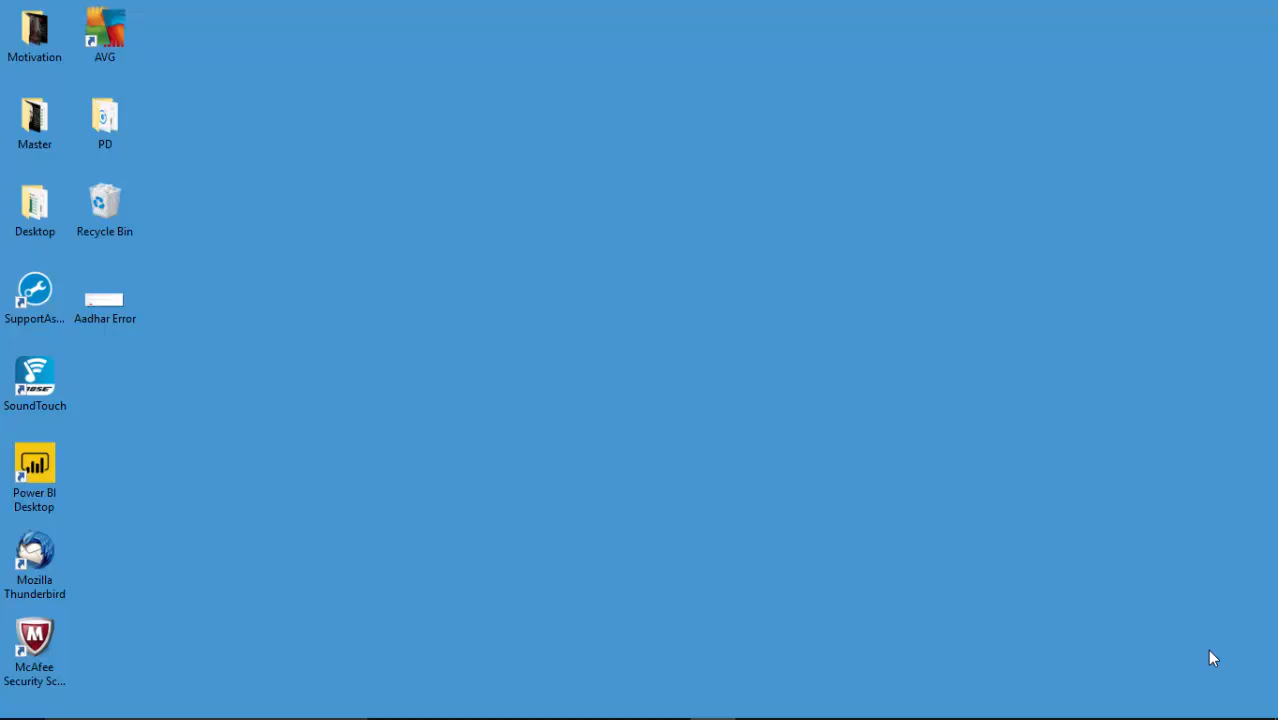 Motivation
AVG
Master
PD
Desktop
Recycle Bin
SupportAs...
Aadhar Error
BOSE
SoundTouch
Power BI
Desktop
Mozilla
Thunderbird
McAfee
Security Sc...